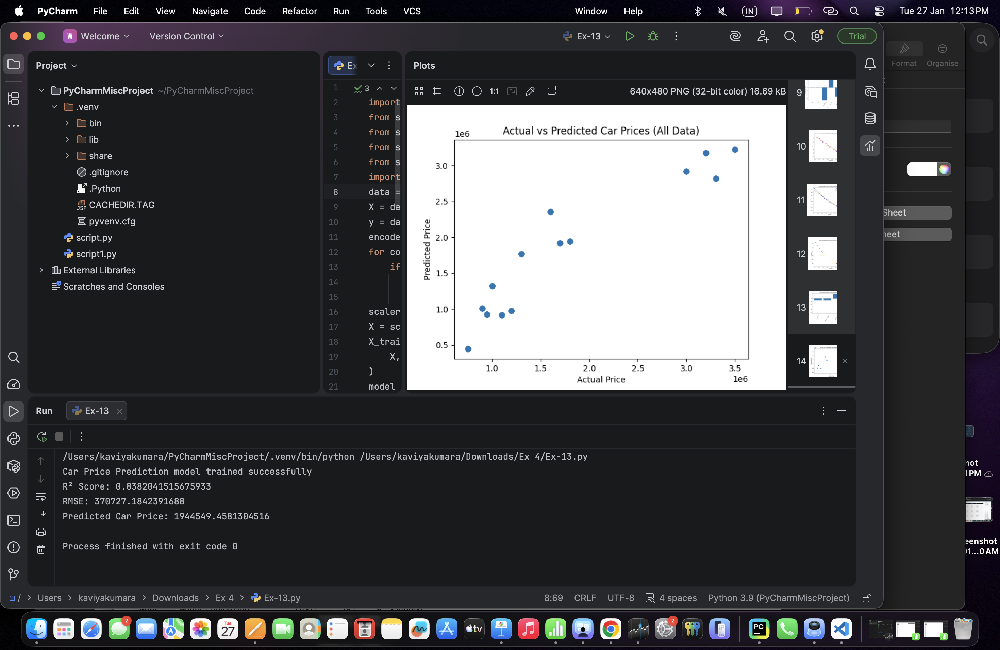 PyCharm File Edit View Navigate Code Refactor Run Tools VCS Window Help IN Tue 27 Jan 12:13 PM
W Welcome Version Control Ex-13 Trial
Format Organise
Project
PyCharmMiscProject ~/PyCharmMiscProject
.venv
bin
lib
share
.gitignore
.Python
JSP CACHEDIR.TAG
pyvenv.cfg
script.py
script1.py
External Libraries
Scratches and Consoles
Ex
3
1
2 import
3 from s
4 from s
5 from s
6 from s
7 import
8 data =
9 X = da
10 y = da
11 encode
12 for co
13 if
14
15
16 scaler
17 X = sc
18 X_trai
19 X,
20 )
21 model
Plots
1:1 640x480 PNG (32-bit color) 16.69 kB
Actual vs Predicted Car Prices (All Data)
1e6
3.0
2.5
2.0
1.5
1.0
0.5
Predicted Price
1.0 1.5 2.0 2.5 3.0 3.5
Actual Price 1e6
9
10
11
12
13
14
Sheet
heet
Run Ex-13
/Users/kaviyakumara/PyCharmMiscProject/.venv/bin/python /Users/kaviyakumara/Downloads/Ex 4/Ex-13.py
Car Price Prediction model trained successfully
R² Score: 0.8382041515675933
RMSE: 370727.1842391688
Predicted Car Price: 1944549.4581304516
Process finished with exit code 0
hot
1 PM
eenshot
01...0 AM
/ > Users > kaviyakumara > Downloads > Ex 4 > Ex-13.py 8:69 CRLF UTF-8 4 spaces Python 3.9 (PyCharmMiscProject)
2
Tue
27
tv
2
PC